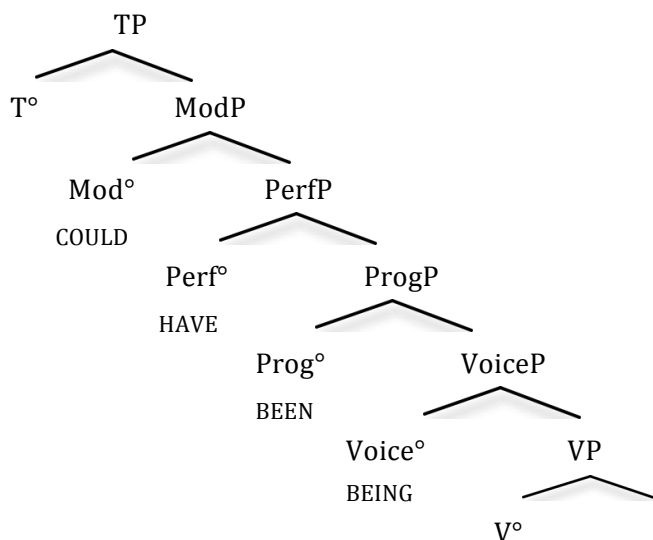 TP
T° ModP
Mod° PerfP
COULD
Perf° ProgP
HAVE
Prog° VoiceP
BEEN
Voice° VP
BEING
V°